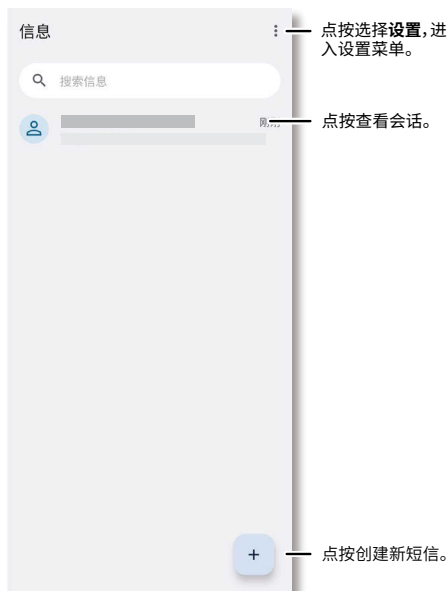 信息
点按选择设置，进
入设置菜单。
搜索信息
点按查看会话。
点按创建新短信。